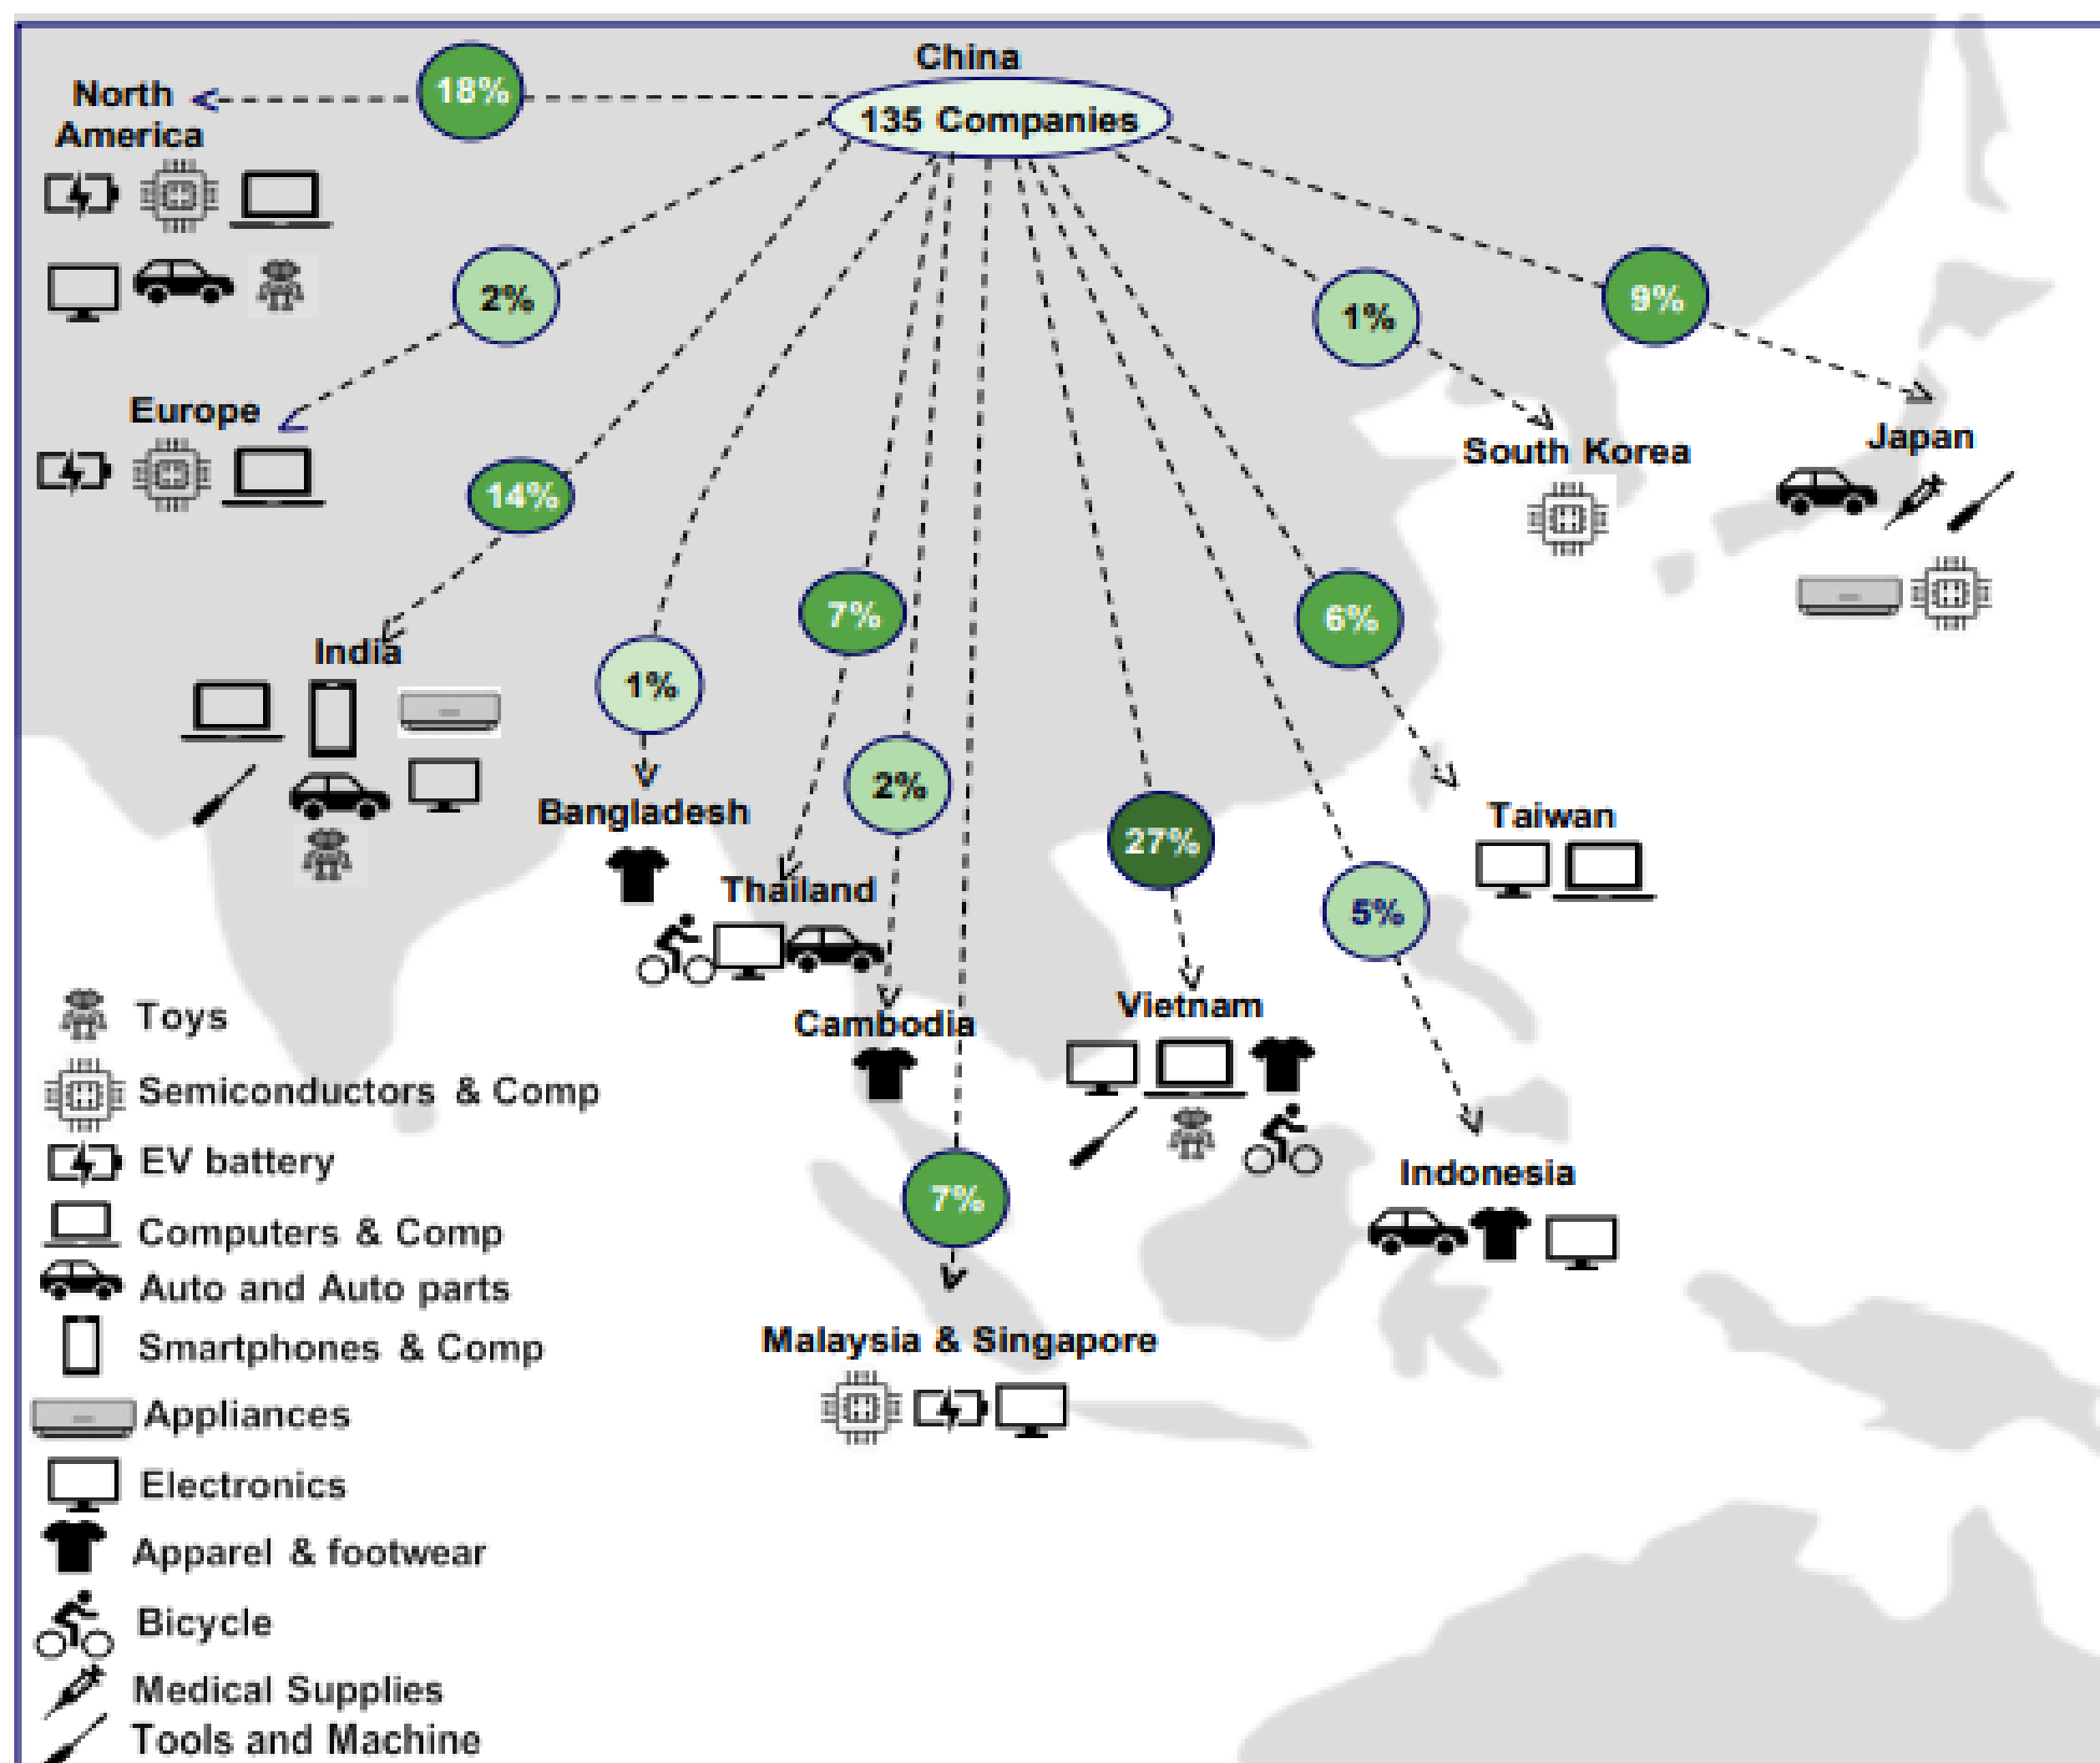 China
135 Companies
North
America
18%
2%
Europe
14%
India
1%
Bangladesh
7%
Thailand
2%
Cambodia
7%
Malaysia & Singapore
27%
Vietnam
5%
Indonesia
6%
Taiwan
1%
South Korea
9%
Japan
Toys
Semiconductors & Comp
EV battery
Computers & Comp
Auto and Auto parts
Smartphones & Comp
Appliances
Electronics
Apparel & footwear
Bicycle
Medical Supplies
Tools and Machine